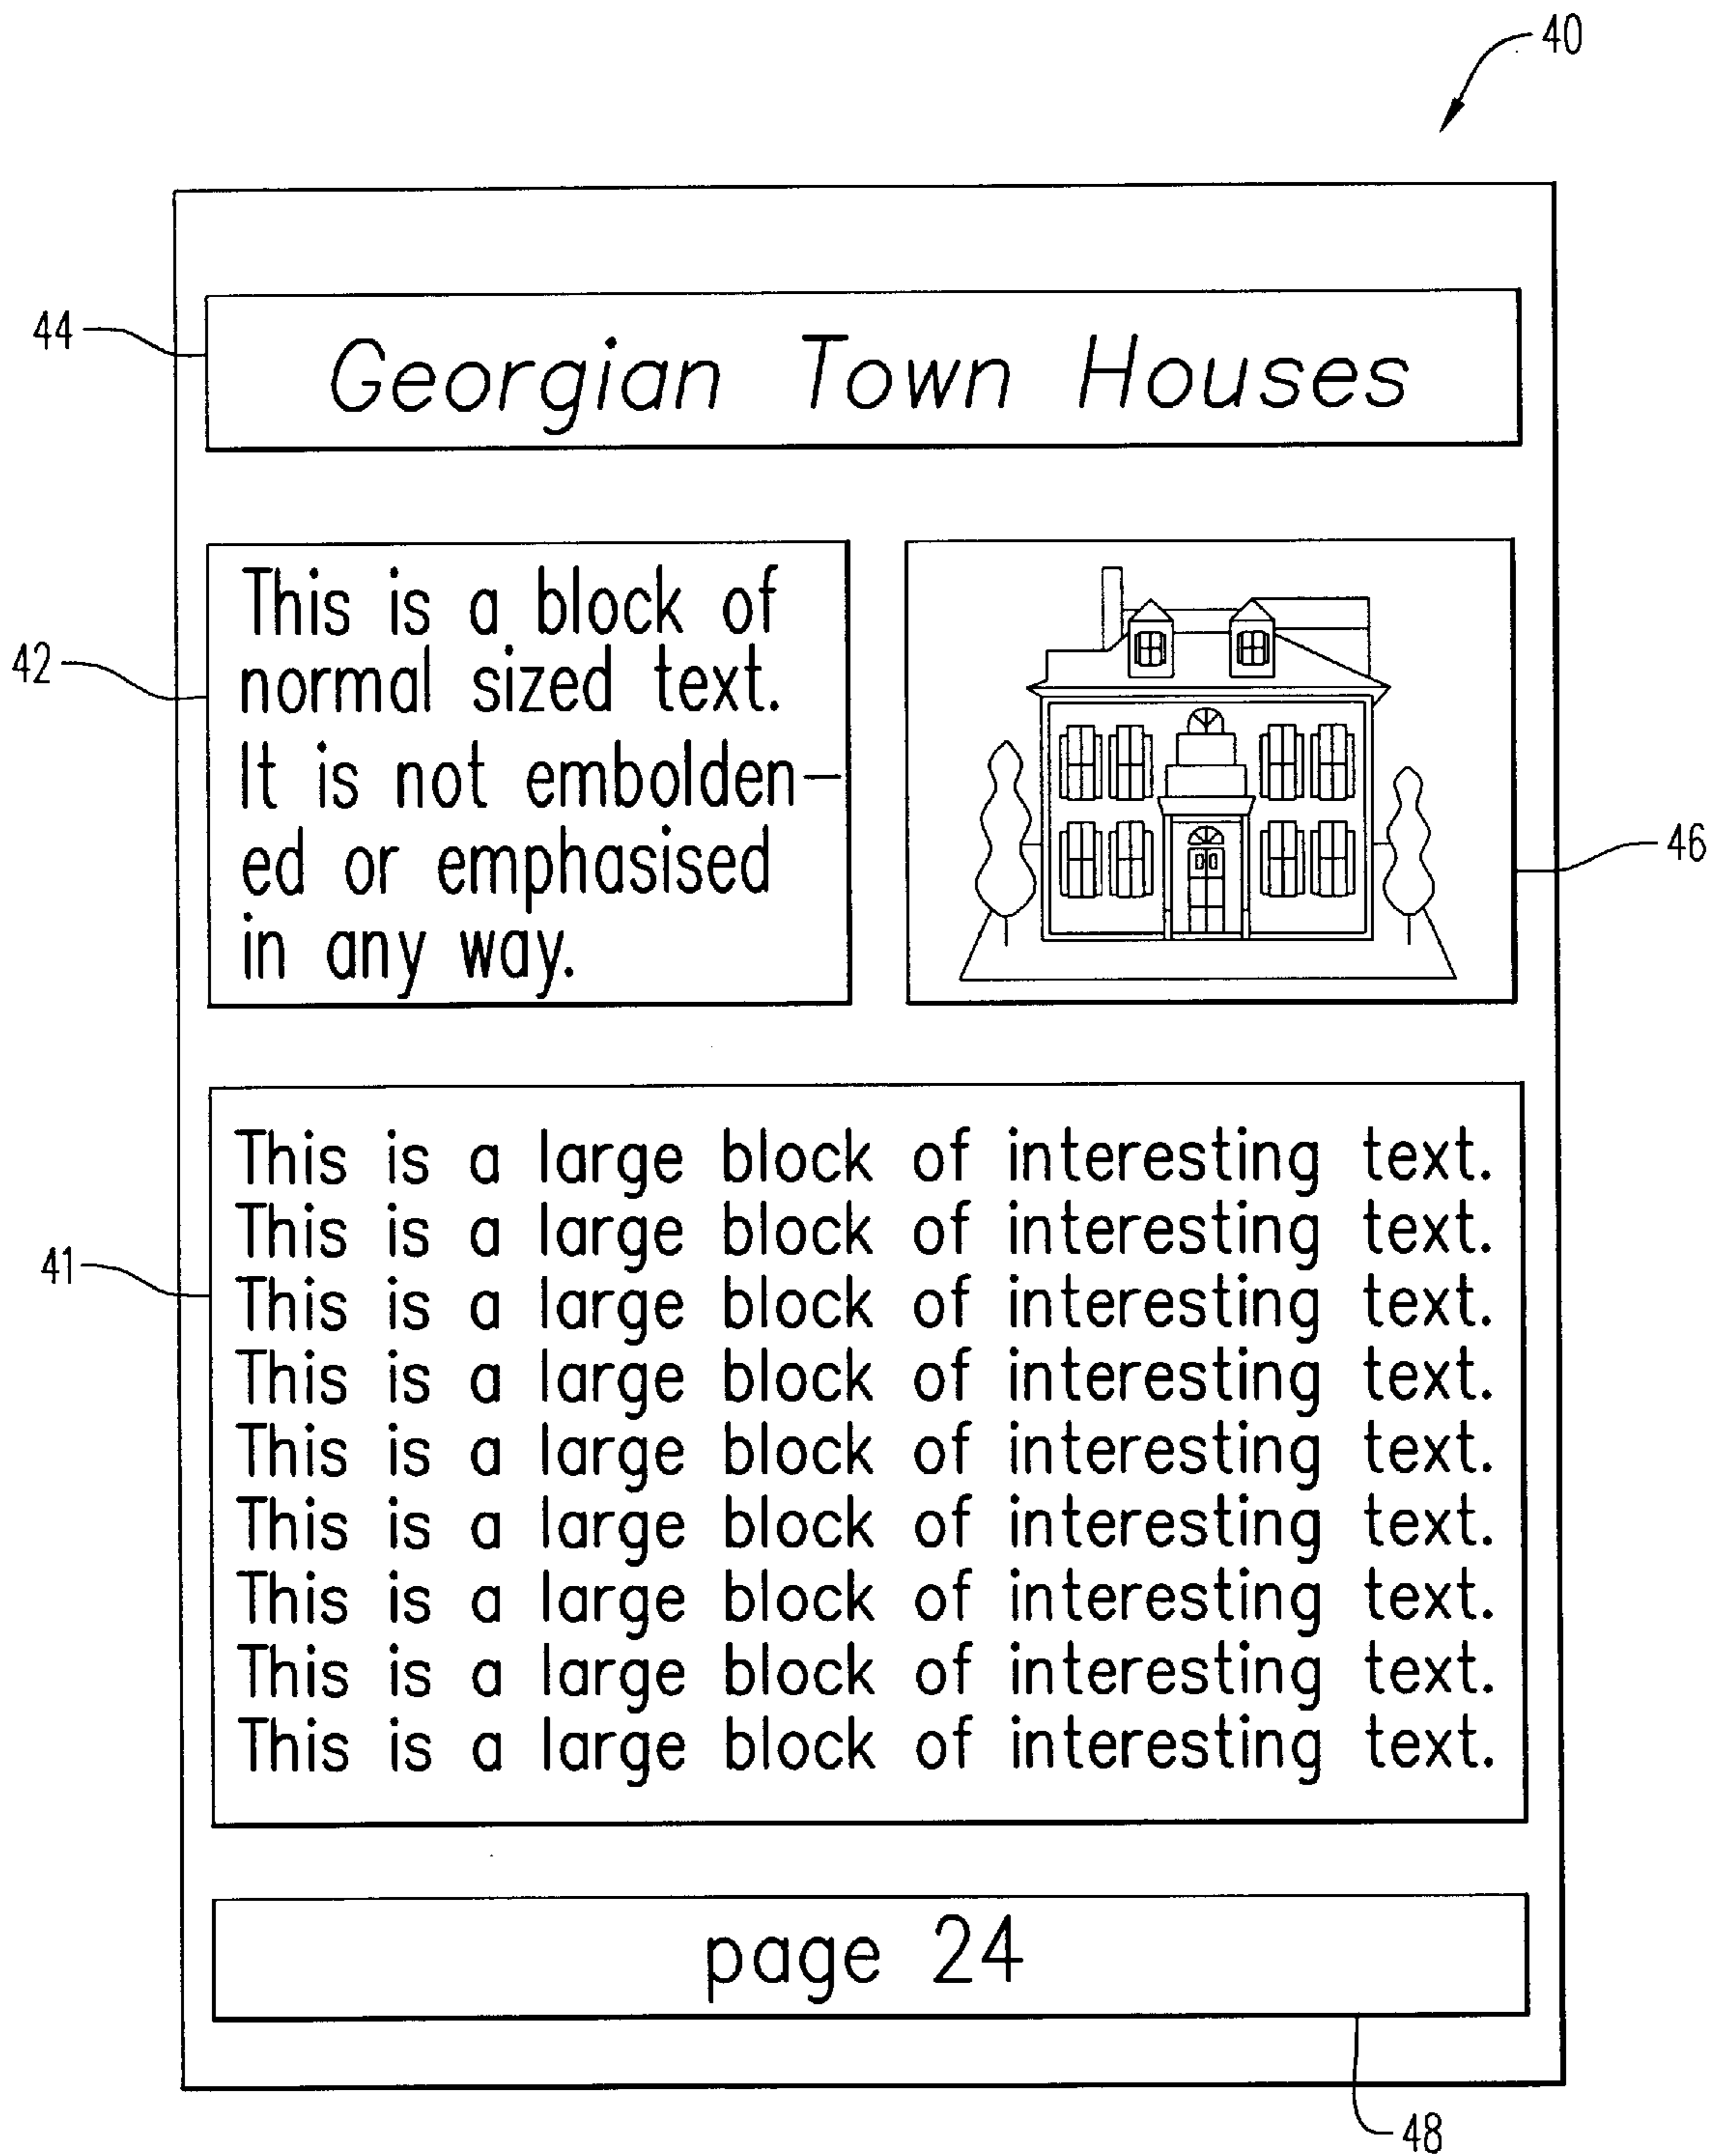 40
44
Georgian Town Houses
42
This is a block of
normal sized text.
It is not embolden-
ed or emphasised
in any way.
46
41
This is a large block of interesting text.
This is a large block of interesting text.
This is a large block of interesting text.
This is a large block of interesting text.
This is a large block of interesting text.
This is a large block of interesting text.
This is a large block of interesting text.
This is a large block of interesting text.
This is a large block of interesting text.
page 24
48